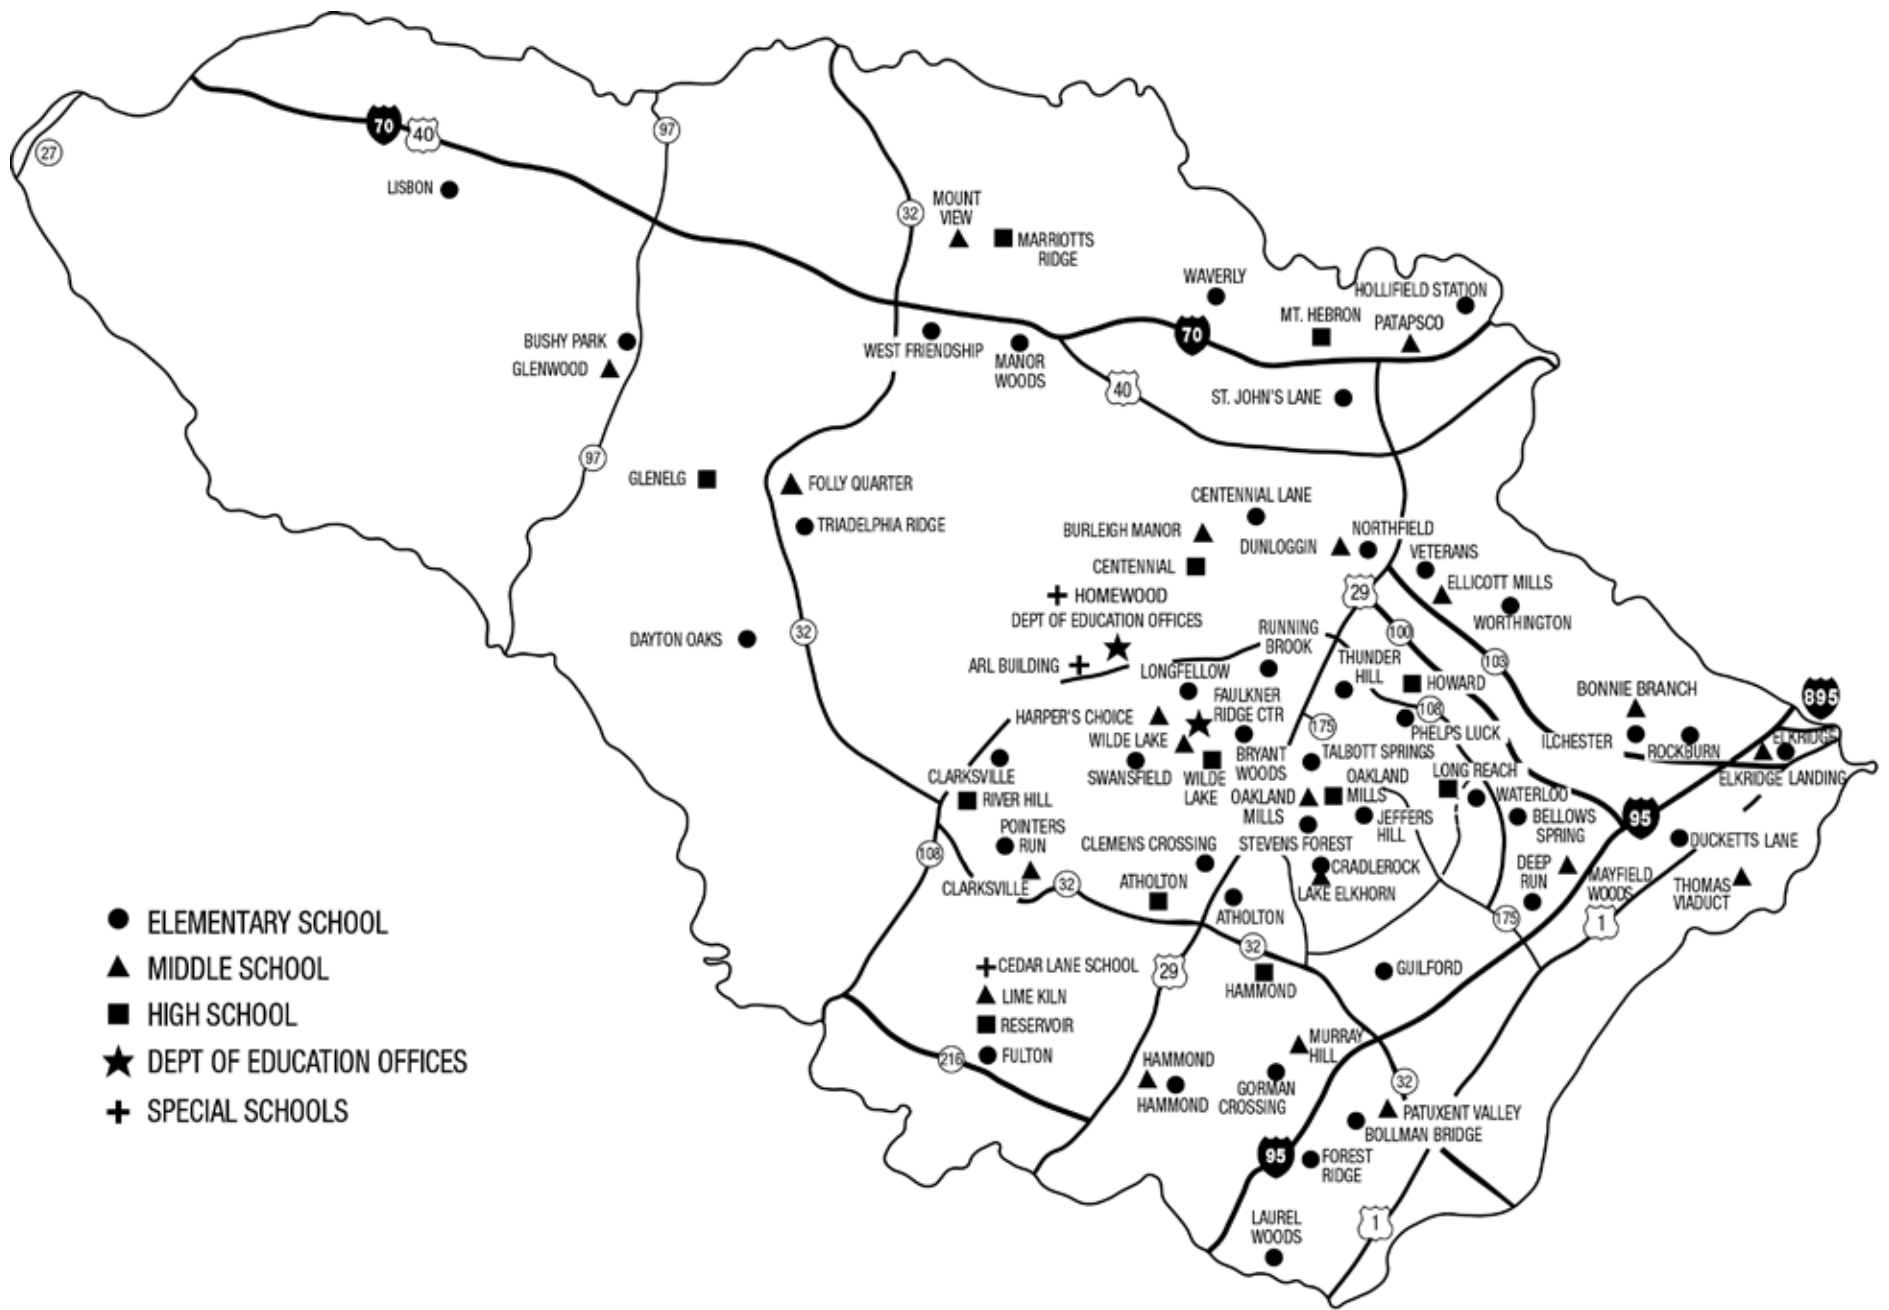 70
40
97
27
LISBON
32
MOUNT
VIEW
MARRIOTTS
RIDGE
WAVERLY
HOLLIFIELD STATION
MT. HEBRON
PATAPSCO
70
BUSHY PARK
GLENWOOD
WEST FRIENDSHIP
MANOR
WOODS
40
ST. JOHN'S LANE
97
GLENELG
FOLLY QUARTER
TRIADELPHIA RIDGE
CENTENNIAL LANE
BURLEIGH MANOR
DUNLOGGIN
NORTHFIELD
VETERANS
CENTENNIAL
ELLICOTT MILLS
29
HOMEWOOD
WORTHINGTON
DEPT OF EDUCATION OFFICES
DAYTON OAKS
32
RUNNING
BROOK
100
103
ARL BUILDING
LONGFELLOW
THUNDER
HILL
HOWARD
BONNIE BRANCH
895
FAULKNER
RIDGE CTR
108
HARPER'S CHOICE
175
PHELPS LUCK
WILDE LAKE
ILCHESTER
ROCKBURN
ELKRIDGE
BRYANT
WOODS
TALBOTT SPRINGS
CLARKSVILLE
SWANSFIELD
WILDE
LAKE
OAKLAND
MILLS
LONG REACH
ELKRIDGE LANDING
RIVER HILL
OAKLAND
MILLS
WATERLOO
JEFFERS
HILL
BELLOWS
SPRING
95
POINTERS
RUN
CLEMENS CROSSING
STEVENS FOREST
DUCKETTS LANE
108
CRADLEROCK
DEEP
RUN
MAYFIELD
WOODS
CLARKSVILLE
32
ATHOLTON
LAKE ELKHORN
THOMAS
VIADUCT
ATHOLTON
175
1
ELEMENTARY SCHOOL
MIDDLE SCHOOL
HIGH SCHOOL
DEPT OF EDUCATION OFFICES
SPECIAL SCHOOLS
32
CEDAR LANE SCHOOL
29
GUILFORD
HAMMOND
LIME KILN
RESERVOIR
FULTON
216
MURRAY
HILL
HAMMOND
HAMMOND
GORMAN
CROSSING
32
PATUXENT VALLEY
BOLLMAN BRIDGE
95
FOREST
RIDGE
LAUREL
WOODS
1